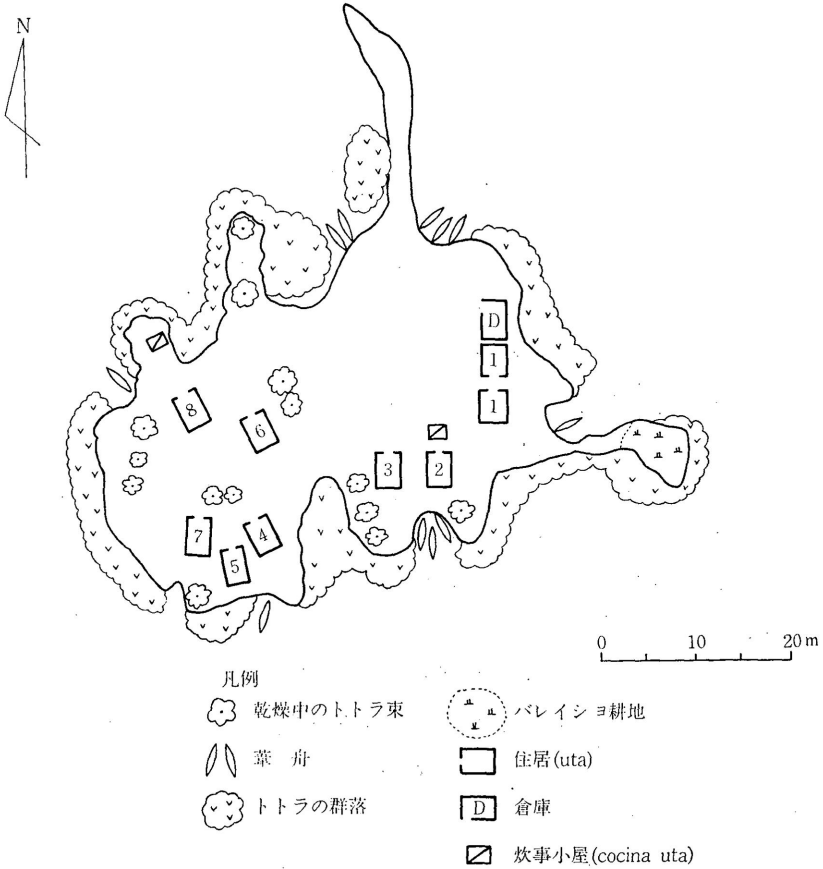 N
D
1
1
8
6
3
2
7
4
5
0 10 20 m
凡例
乾燥中のトトラ束
葦舟
トトラの群落
バレイショ耕地
住居(uta)
D 倉庫
炊事小屋(cocina uta)